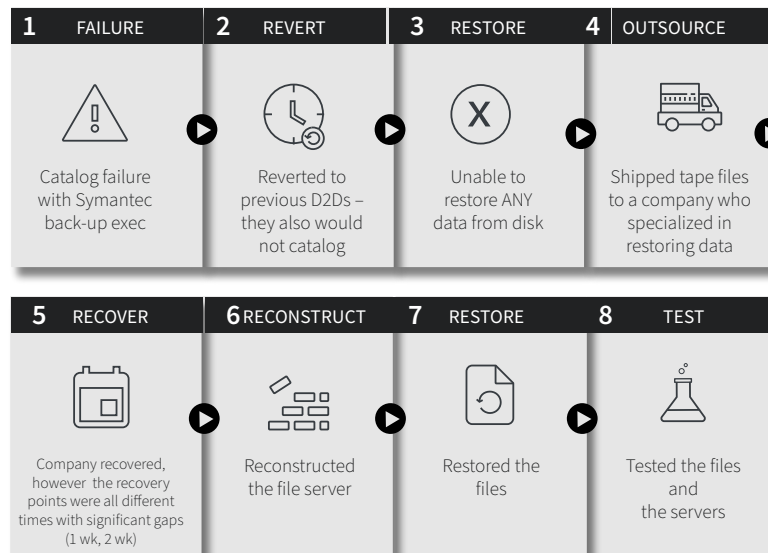 1 FAILURE
2 REVERT
3 RESTORE
4 OUTSOURCE
Catalog failure
with Symantec
back-up exec
Reverted to
previous D2Ds –
they also would
not catalog
X
Unable to
restore ANY
data from disk
Shipped tape files
to a company who
specialized in
restoring data
5 RECOVER
6 RECONSTRUCT
7 RESTORE
8 TEST
Company recovered,
however the recovery
points were all different
times with significant gaps
(1 wk, 2 wk)
Reconstructed
the file server
Restored the
files
Tested the files
and
the servers